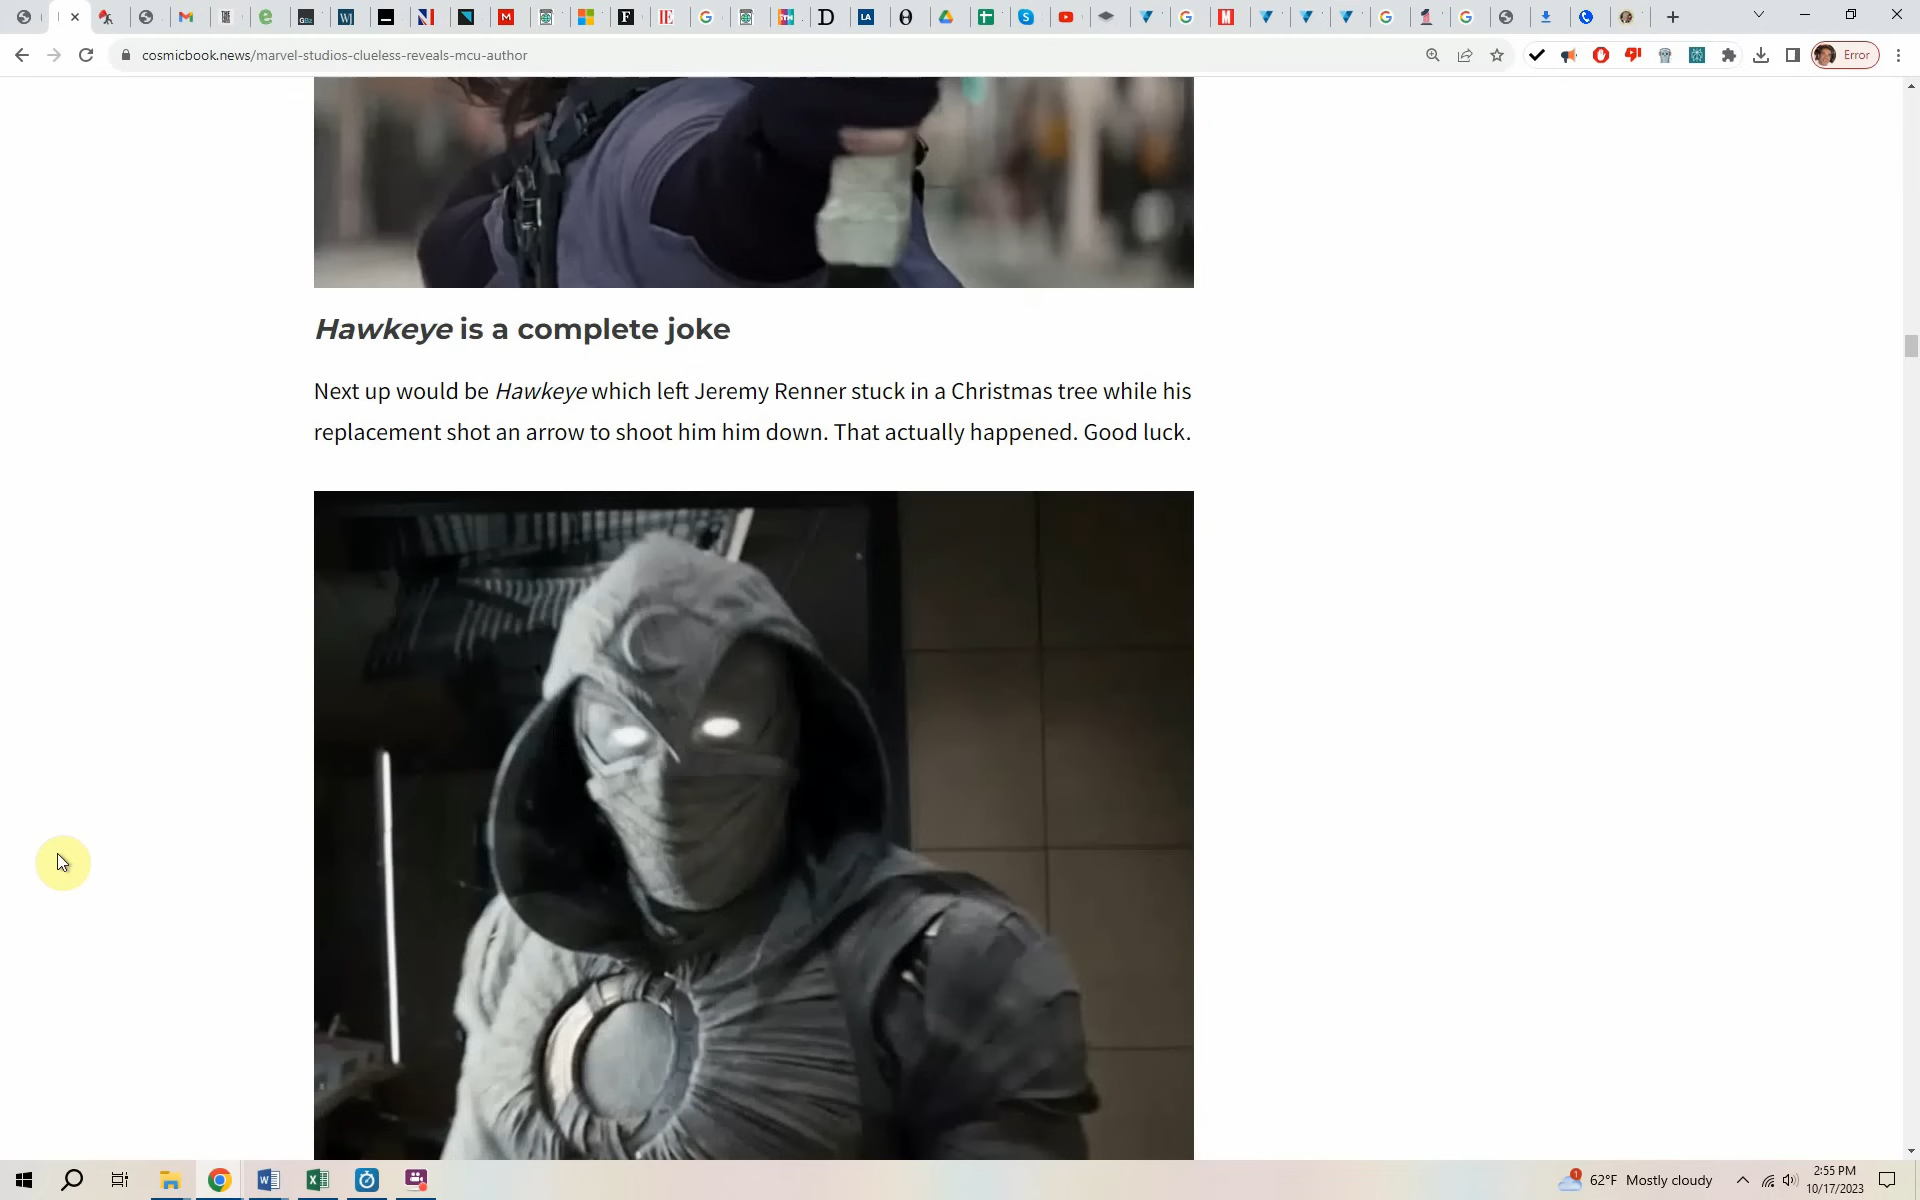 cosmicbook.news/marvel-studios-clueless-reveals-mcu-author
Error
Hawkeye is a complete joke
Next up would be Hawkeye which left Jeremy Renner stuck in a Christmas tree while his
replacement shot an arrow to shoot him him down. That actually happened. Good luck.
62°F Mostly cloudy
2:55 PM
10/17/2023